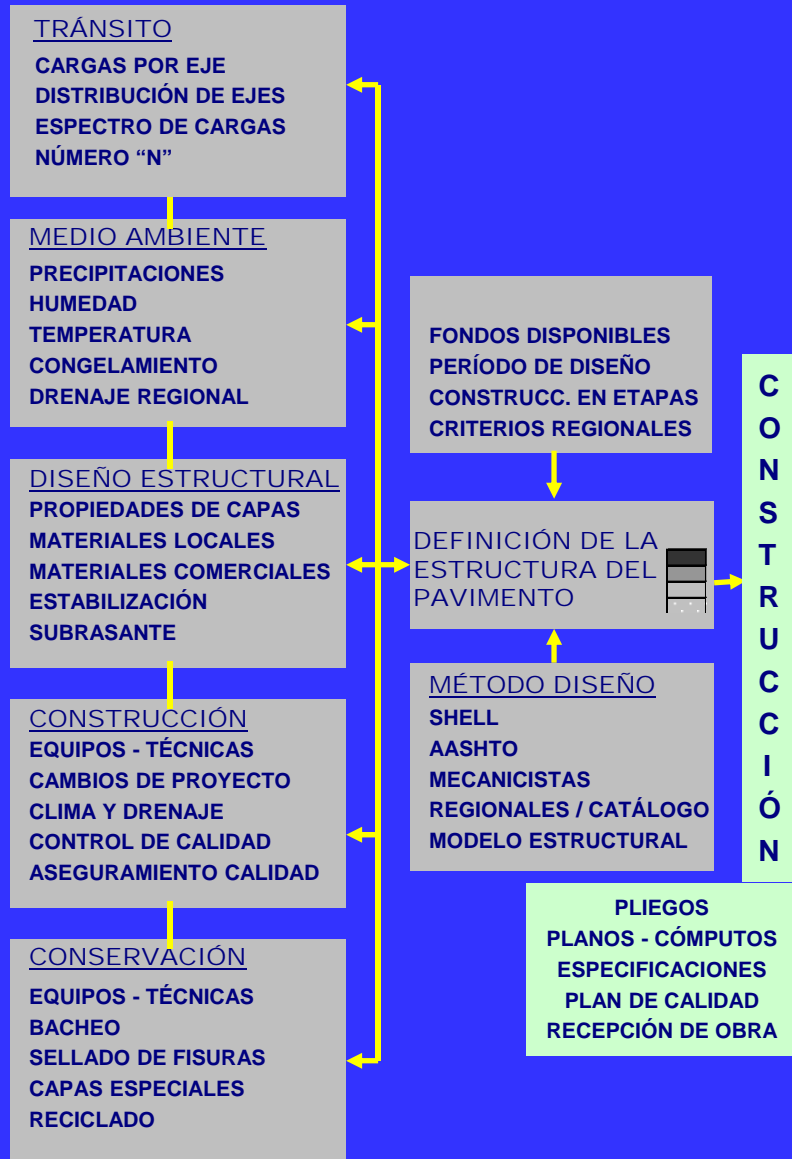 TRÁNSITO
CARGAS POR EJE
DISTRIBUCIÓN DE EJES
ESPECTRO DE CARGAS
NÚMERO “N”
MEDIO AMBIENTE
PRECIPITACIONES
HUMEDAD
TEMPERATURA
CONGELAMIENTO
DRENAJE REGIONAL
DISEÑO ESTRUCTURAL
PROPIEDADES DE CAPAS
MATERIALES LOCALES
MATERIALES COMERCIALES
ESTABILIZACIÓN
SUBRASANTE
CONSTRUCCIÓN
EQUIPOS - TÉCNICAS
CAMBIOS DE PROYECTO
CLIMA Y DRENAJE
CONTROL DE CALIDAD
ASEGURAMIENTO CALIDAD
CONSERVACIÓN
EQUIPOS - TÉCNICAS
BACHEO
SELLADO DE FISURAS
CAPAS ESPECIALES
RECICLADO
FONDOS DISPONIBLES
PERÍODO DE DISEÑO
CONSTRUCC. EN ETAPAS
CRITERIOS REGIONALES
DEFINICIÓN DE LA
ESTRUCTURA DEL
PAVIMENTO
MÉTODO DISEÑO
SHELL
AASHTO
MECANICISTAS
REGIONALES / CATÁLOGO
MODELO ESTRUCTURAL
CONSTRUCCIÓN
PLIEGOS
PLANOS - CÓMPUTOS
ESPECIFICACIONES
PLAN DE CALIDAD
RECEPCIÓN DE OBRA